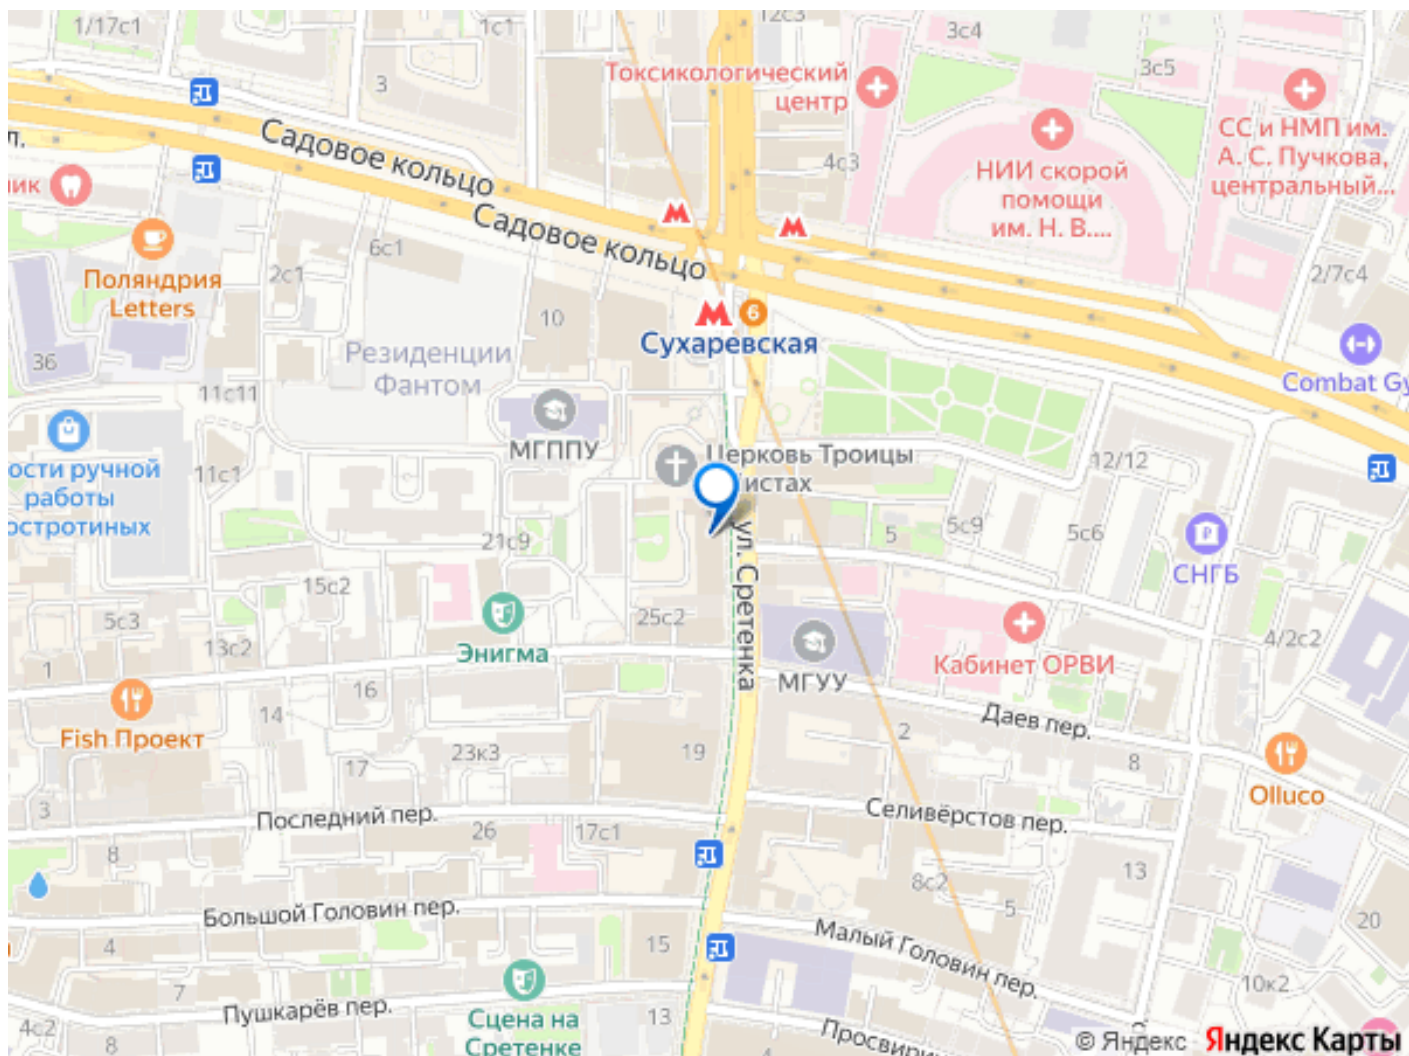 1/17с1
1с1
12с3
3с4
3
Токсикологический
центр
3с5
л.
Садовое кольцо
4с3
НИИ скорой
помощи
им. Н. В....
СС и НМП им.
А. С. Пучкова,
центральный...
ник
Садовое кольцо
6с1
Поляндрия
Letters
2с1
2/7с4
10
6
Сухаревская
36
Резиденции
Фантом
11с11
Combat Gy
МГППУ
Церковь Троицы
истах
12/12
ости ручной
работы
остротиных
11с1
21с9
5
5с9
5с6
СНГБ
ул. Сретенка
15с2
5с3
25с2
13с2
Энигма
МГУУ
Кабинет ОРВИ
4/2с2
1
16
14
Fish Проект
Даев пер.
2
19
23к3
17
8
Olluco
3
Последний пер.
26
17с1
Селивёрстов пер.
8
8с2
13
5
Большой Головин пер.
20
4
15
Малый Головин пер.
7
10к2
Пушкарёв пер.
4с2
8
Сцена на
Сретенке
13
Просвирин
© Яндекс Яндекс Карты